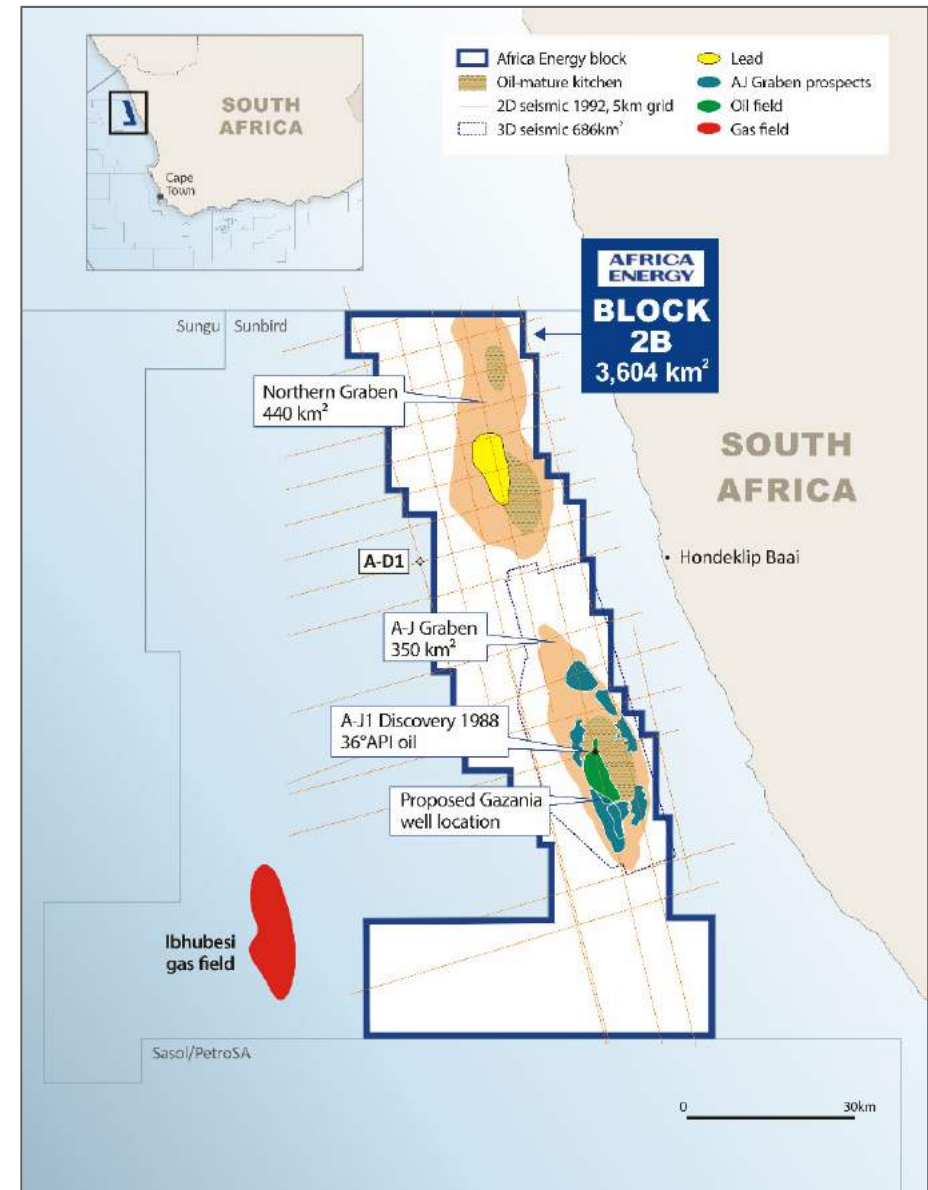 SOUTH
AFRICA
Cape
Town
Africa Energy block
Oil-mature kitchen
2D seismic 1992, 5km grid
3D seismic 686km²
Lead
AJ Graben prospects
Oil field
Gas field
AFRICA
ENERGY
BLOCK
2B
3,604 km²
Sungu
Sunbird
Northern Graben
440 km²
SOUTH
AFRICA
A-D1
Hondeklip Baai
A-J Graben
350 km²
A-J1 Discovery 1988
36°API oil
Proposed Gazania
well location
Ibhubesi
gas field
Sasol/PetroSA
0 30km